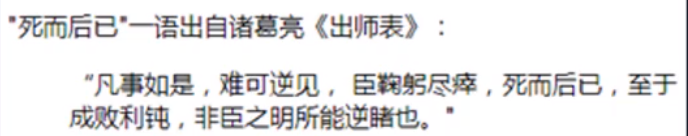 "死而后已"一语出自诸葛亮《出师表》：
“凡事如是，难可逆见， 臣鞠躬尽瘁，死而后已，至于
成败利钝，非臣之明所能逆睹也。"